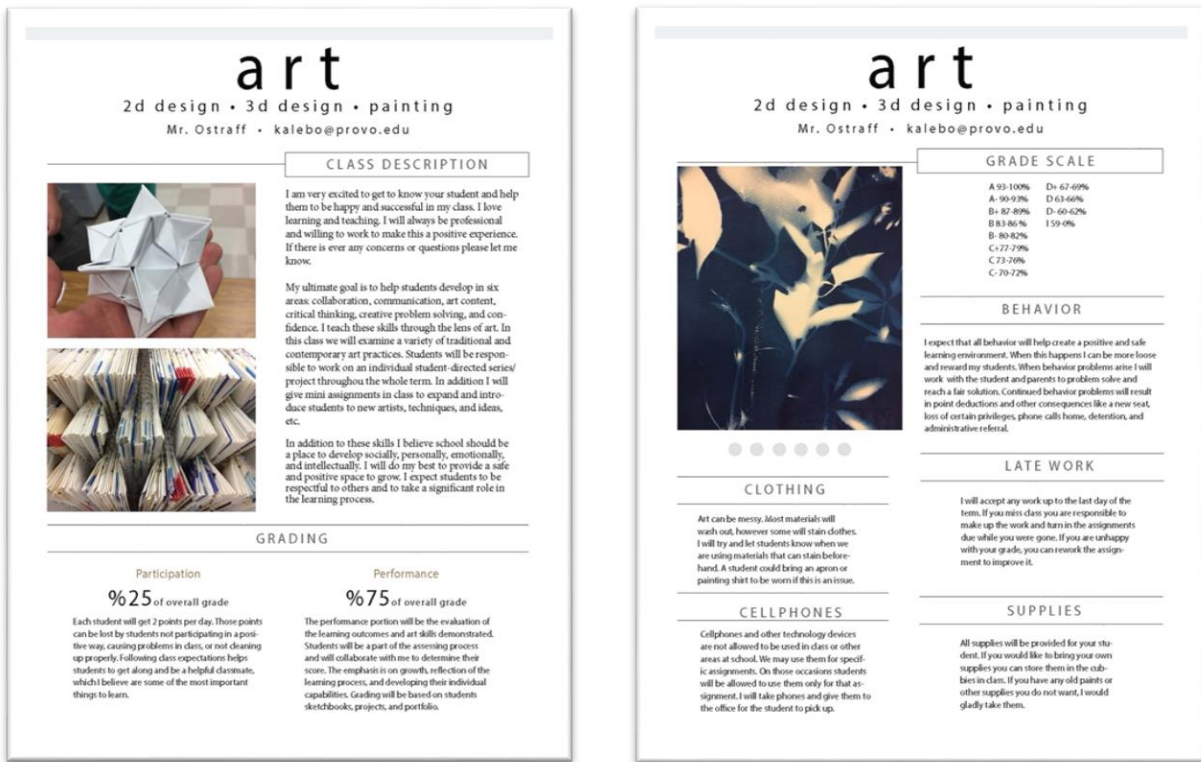 art
2d design • 3d design • painting
Mr. Ostraff • kalebo@provo.edu
CLASS DESCRIPTION
I am very excited to get to know your student and help
them to be happy and successful in my class. I love
learning and teaching. I will always be professional
and willing to work to make this a positive experience.
If there is ever any concerns or questions please let me
know.
My ultimate goal is to help students develop in six
areas: collaboration, communication, art content,
critical thinking, creative problem solving, and con-
fidence. I teach these skills through the lens of art. In
this class we will examine a variety of traditional and
contemporary art practices. Students will be respon-
sible to work on an individual student-directed series/
project throughou the whole term. In addition I will
give mini assignments in class to expand and intro-
duce students to new artists, techniques, and ideas,
etc.
In addition to these skills I believe school should be
a place to develop socially, personally, emotionally,
and intellectually. I will do my best to provide a safe
and positive space to grow. I expect students to be
respectful to others and to take a significant role in
the learning process.
GRADING
Participation
%25 of overall grade
Each student will get 2 points per day. Those points
can be lost by students not participating in a posi-
tive way, causing problems in class, or not cleaning
up properly. Following class expectations helps
students to get along and be a helpful classmate,
which I believe are some of the most important
things to learn.
Performance
%75 of overall grade
The performance portion will be the evaluation of
the learning outcomes and art skills demonstrated.
Students will be a part of the assessing process
and will collaborate with me to determine their
score. The emphasis is on growth, reflection of the
learning process, and developing their individual
capabilities. Grading will be based on students
sketchbooks, projects, and portfolio.
art
2d design • 3d design • painting
Mr. Ostraff • kalebo@provo.edu
CLOTHING
Art can be messy. Most materials will
wash out, however some will stain clothes.
I will try and let students know when we
are using materials that can stain before-
hand. A student could bring an apron or
painting shirt to be worn if this is an issue.
CELLPHONES
Cellphones and other technology devices
are not allowed to be used in class or other
areas at school. We may use them for specif-
ic assignments. On those occasions students
will be allowed to use them only for that as-
signment. I will take phones and give them to
the office for the student to pick up.
GRADE SCALE
A 93-100%
A- 90-93%
B+ 87-89%
B 83-86 %
B- 80-82%
C+77-79%
C 73-76%
C- 70-72%
D+ 67-69%
D 63-66%
D- 60-62%
I 59-0%
BEHAVIOR
I expect that all behavior will help create a positive and safe
learning environment. When this happens I can be more loose
and reward my students. When behavior problems arise I will
work with the student and parents to problem solve and
reach a fair solution. Continued behavior problems will result
in point deductions and other consequences like a new seat,
loss of certain privileges, phone calls home, detention, and
administrative referral.
LATE WORK
I will accept any work up to the last day of the
term. If you miss class you are responsible to
make up the work and turn in the assignments
due while you were gone. If you are unhappy
with your grade, you can rework the assign-
ment to improve it.
SUPPLIES
All supplies will be provided for your stu-
dent. If you would like to bring your own
supplies you can store them in the cub-
bies in class. If you have any old paints or
other supplies you do not want, I would
gladly take them.